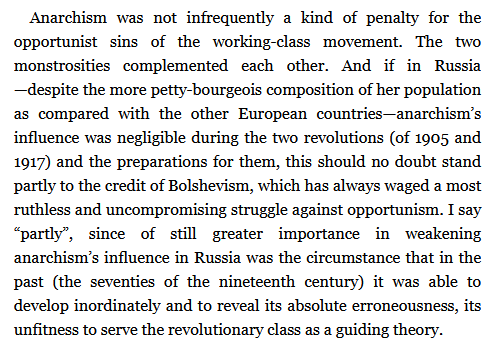 Anarchism was not infrequently a kind of penalty for the
opportunist sins of the working-class movement. The two
monstrosities complemented each other. And if in Russia
—despite the more petty-bourgeois composition of her population
as compared with the other European countries—anarchism’s
influence was negligible during the two revolutions (of 1905 and
1917) and the preparations for them, this should no doubt stand
partly to the credit of Bolshevism, which has always waged a most
ruthless and uncompromising struggle against opportunism. I say
“partly”, since of still greater importance in weakening
anarchism’s influence in Russia was the circumstance that in the
past (the seventies of the nineteenth century) it was able to
develop inordinately and to reveal its absolute erroneousness, its
unfitness to serve the revolutionary class as a guiding theory.